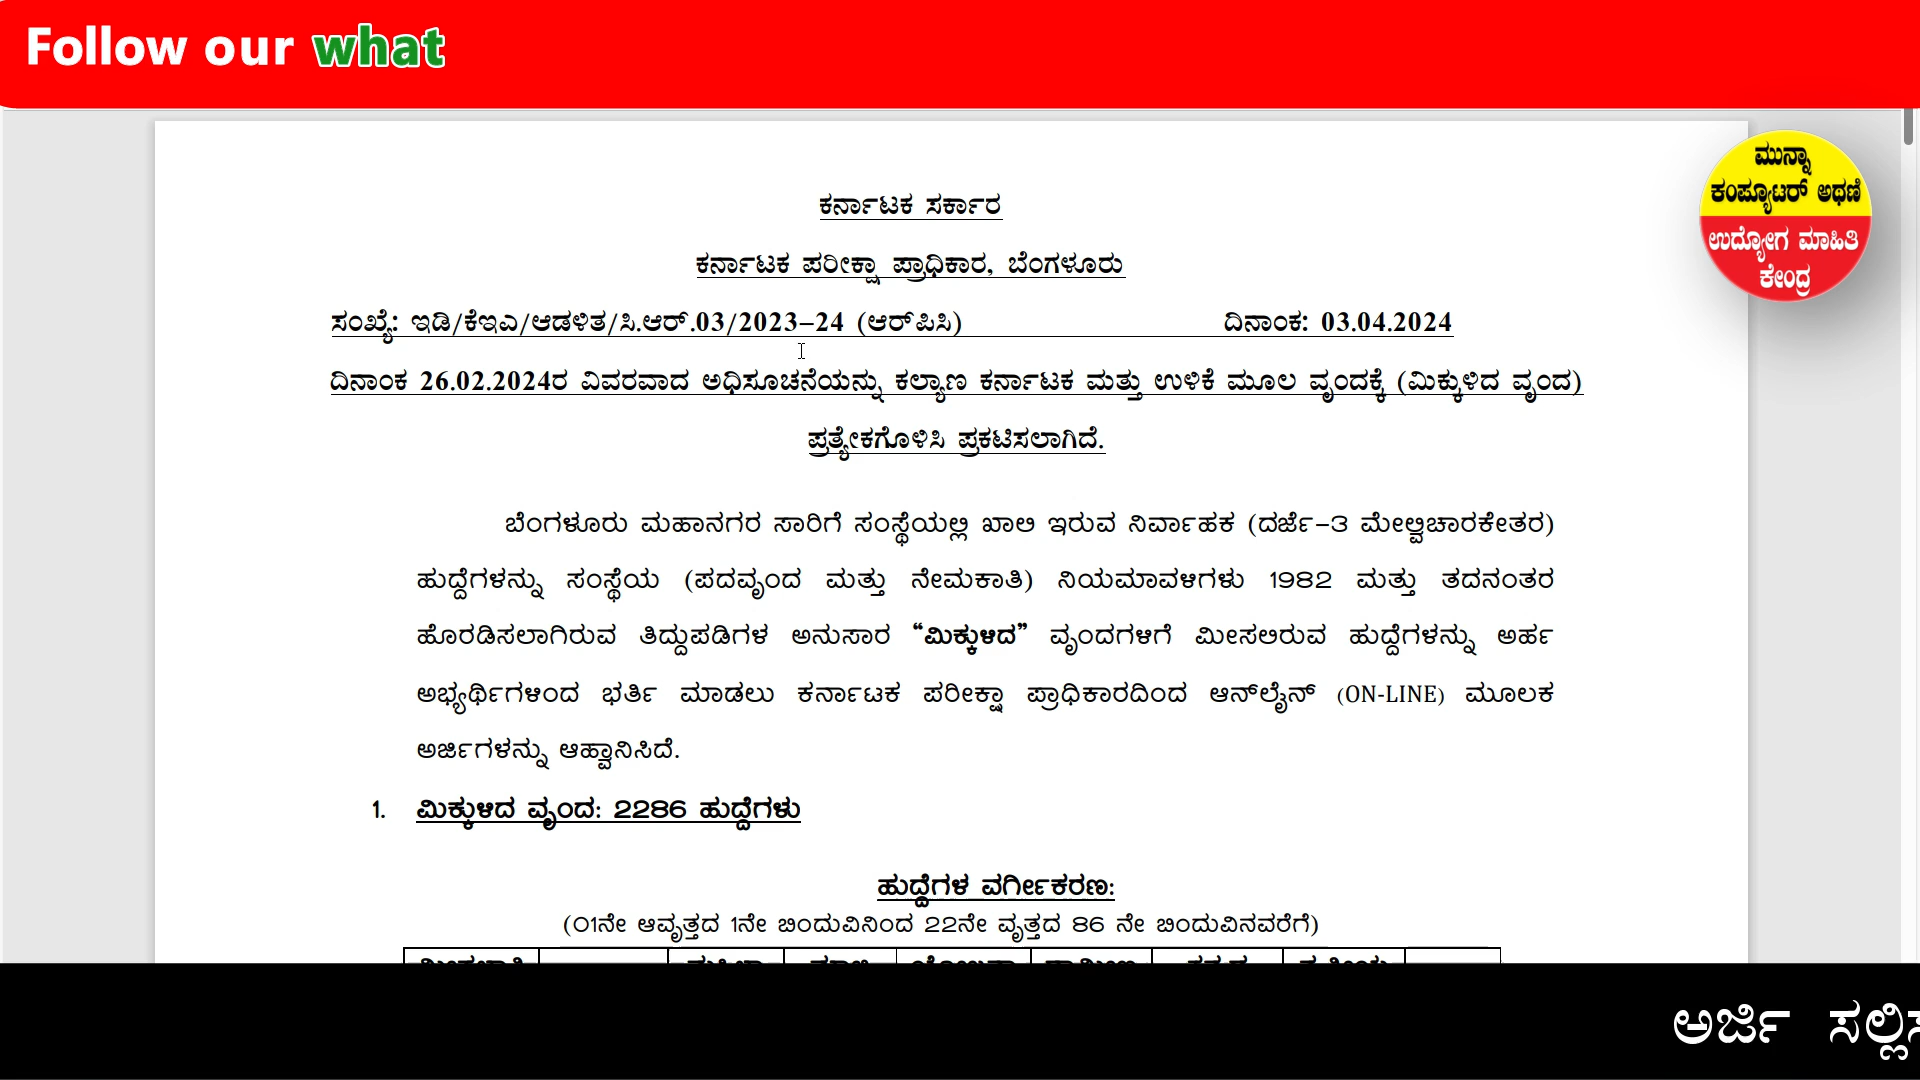 Follow our what
ಮುನ್ನಾ
ಕಂಪ್ಯೂಟರ್ ಅಥಣಿ
ಉದ್ಯೋಗ ಮಾಹಿತಿ
ಕೇಂದ್ರ
ಕರ್ನಾಟಕ ಸರ್ಕಾರ
ಕರ್ನಾಟಕ ಪರೀಕ್ಷಾ ಪ್ರಾಧಿಕಾರ, ಬೆಂಗಳೂರು
ಸಂಖ್ಯೆ: ಇಡಿ/ಕೆಇಎ/ಆಡಳಿತ/ಸಿ.ಆರ್.03/2023–24 (ಆರ್‌ಪಿಸಿ) ದಿನಾಂಕ: 03.04.2024
ದಿನಾಂಕ 26.02.2024ರ ವಿವರವಾದ ಅಧಿಸೂಚನೆಯನ್ನು ಕಲ್ಯಾಣ ಕರ್ನಾಟಕ ಮತ್ತು ಉಳಿಕೆ ಮೂಲ ವೃಂದಕ್ಕೆ (ಮಿಕ್ಕುಳಿದ ವೃಂದ)
ಪ್ರತ್ಯೇಕಗೊಳಿಸಿ ಪ್ರಕಟಿಸಲಾಗಿದೆ.
ಬೆಂಗಳೂರು ಮಹಾನಗರ ಸಾರಿಗೆ ಸಂಸ್ಥೆಯಲ್ಲಿ ಖಾಲಿ ಇರುವ ನಿರ್ವಾಹಕ (ದರ್ಜೆ–3 ಮೇಲ್ವಿಚಾರಕೇತರ)
ಹುದ್ದೆಗಳನ್ನು ಸಂಸ್ಥೆಯ (ಪದವೃಂದ ಮತ್ತು ನೇಮಕಾತಿ) ನಿಯಮಾವಳಿಗಳು 1982 ಮತ್ತು ತದನಂತರ
ಹೊರಡಿಸಲಾಗಿರುವ ತಿದ್ದುಪಡಿಗಳ ಅನುಸಾರ “ಮಿಕ್ಕುಳಿದ” ವೃಂದಗಳಿಗೆ ಮೀಸಲಿರುವ ಹುದ್ದೆಗಳನ್ನು ಅರ್ಹ
ಅಭ್ಯರ್ಥಿಗಳಿಂದ ಭರ್ತಿ ಮಾಡಲು ಕರ್ನಾಟಕ ಪರೀಕ್ಷಾ ಪ್ರಾಧಿಕಾರದಿಂದ ಆನ್‌ಲೈನ್ (ON-LINE) ಮೂಲಕ
ಅರ್ಜಿಗಳನ್ನು ಆಹ್ವಾನಿಸಿದೆ.
1. ಮಿಕ್ಕುಳಿದ ವೃಂದ: 2286 ಹುದ್ದೆಗಳು
ಹುದ್ದೆಗಳ ವರ್ಗೀಕರಣ:
(01ನೇ ಆವೃತ್ತದ 1ನೇ ಬಿಂದುವಿನಿಂದ 22ನೇ ವೃತ್ತದ 86 ನೇ ಬಿಂದುವಿನವರೆಗೆ)
ಅರ್ಜಿ